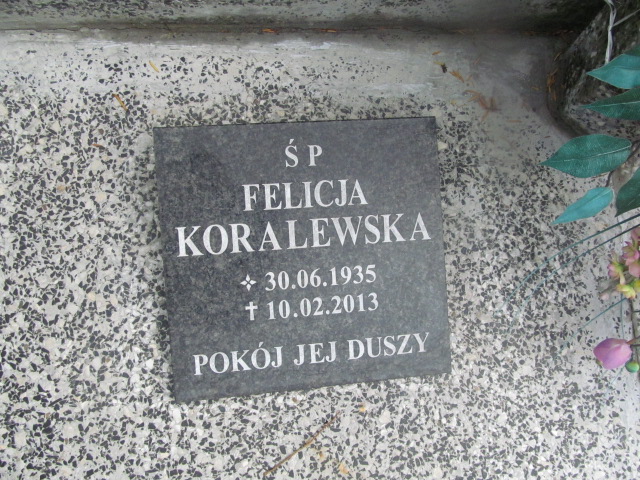 Ś P
FELICJA
KORALEWSKA
✧ 30.06.1935
✝ 10.02.2013
POKÓJ JEJ DUSZY